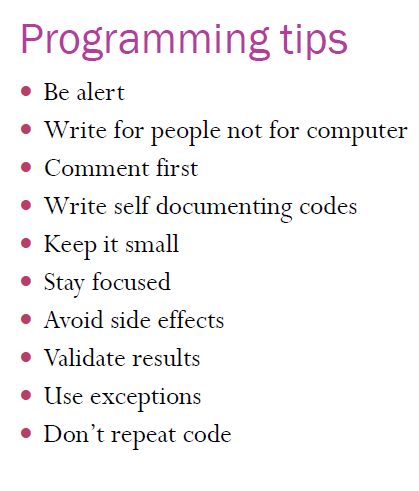 Programming tips
• Be alert
• Write for people not for computer
• Comment first
• Write self documenting codes
• Keep it small
• Stay focused
• Avoid side effects
• Validate results
• Use exceptions
• Don’t repeat code